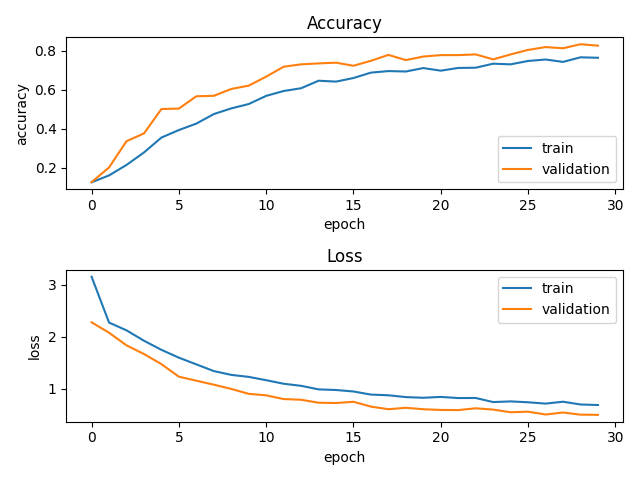 Accuracy
accuracy
0.8
0.6
0.4
0.2
train
validation
0 5 10 15 20 25 30
epoch
Loss
loss
3
2
1
train
validation
0 5 10 15 20 25 30
epoch